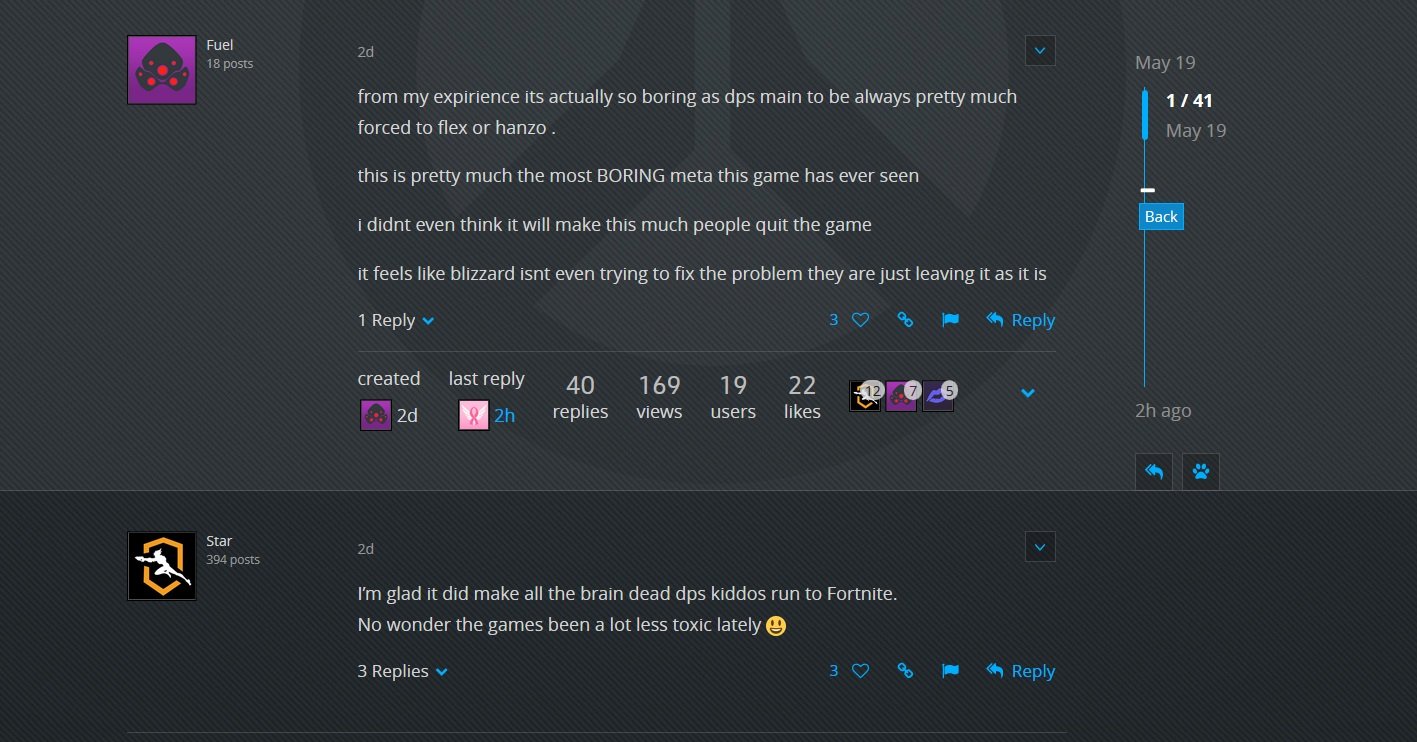 Fuel
18 posts
2d
from my expirience its actually so boring as dps main to be always pretty much
forced to flex or hanzo .
this is pretty much the most BORING meta this game has ever seen
i didnt even think it will make this much people quit the game
it feels like blizzard isnt even trying to fix the problem they are just leaving it as it is
1 Reply
3
Reply
created
last reply
40
169
19
22
12
7
5
2d
2h
replies
views
users
likes
May 19
1 / 41
May 19
Back
2h ago
Star
394 posts
2d
I'm glad it did make all the brain dead dps kiddos run to Fortnite.
No wonder the games been a lot less toxic lately 😃
3 Replies
3
Reply